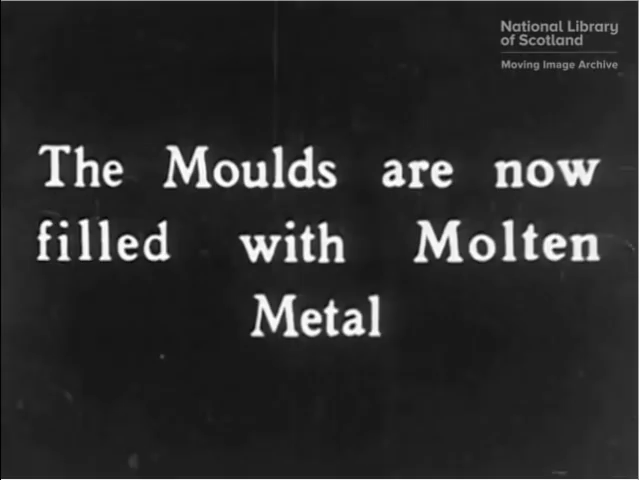 National Library
of Scotland
Moving Image Archive
The Moulds are now
filled with Molten
Metal